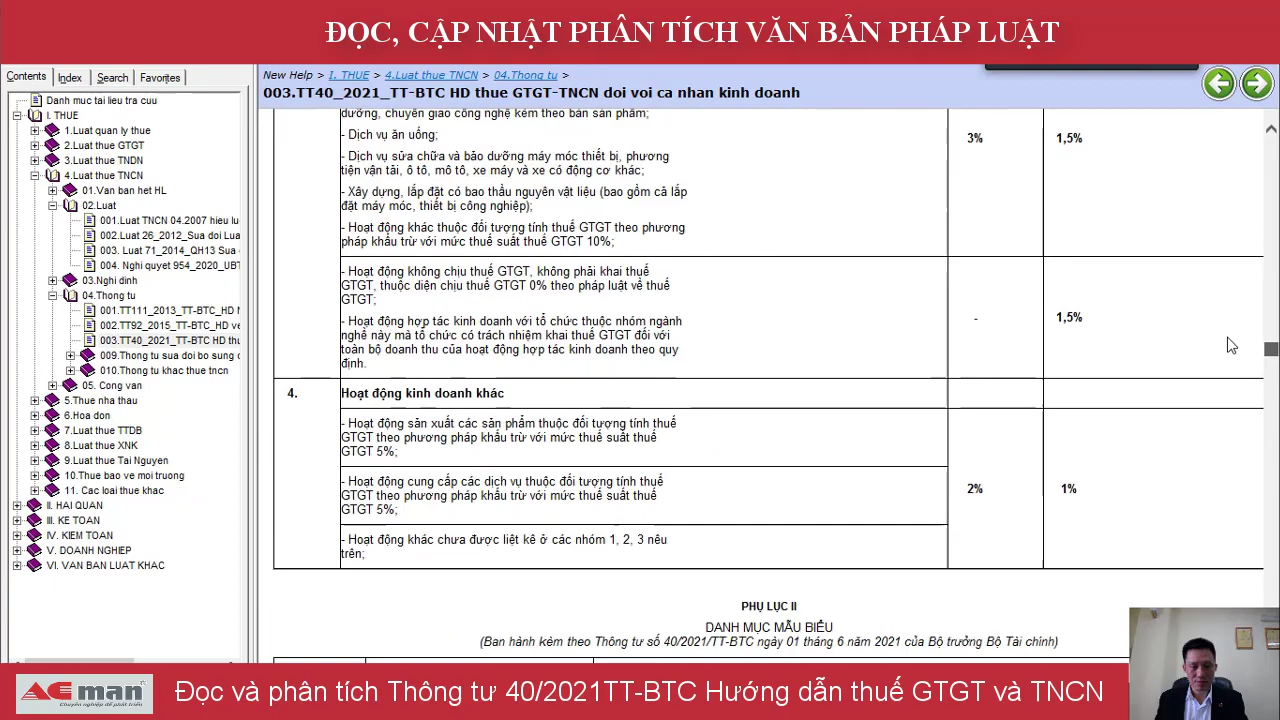 ĐỌC, CẬP NHẬT PHÂN TÍCH VĂN BẢN PHÁP LUẬT
Contents
Index
Search
Favorites
Danh muc tai lieu tra cuu
I. THUE
1.Luat quan ly thue
2.Luat thue GTGT
3.Luat thue TNDN
4.Luat thue TNCN
01.Van ban het HL
02.Luat
001.Luat TNCN 04.2007 hieu lu
002.Luat 26_2012_Sua doi Lua
003. Luat 71_2014_QH13 Sua
004. Nghi quyet 954_2020_UBT
03.Nghi dinh
04.Thong tu
001.TT111_2013_TT-BTC_HD N
002.TT92_2015_TT-BTC_HD ve
003.TT40_2021_TT-BTC HD thu
009.Thong tu sua doi bo sung
010.Thong tu khac thue tncn
05. Cong van
5.Thue nha thau
6.Hoa don
7.Luat thue TTDB
8.Luat thue XNK
9.Luat thue Tai Nguyen
10.Thue bao ve moi truong
11. Cac loai thue khac
II. HAI QUAN
III. KE TOAN
IV. KIEM TOAN
V. DOANH NGHIEP
VI. VAN BAN LUAT KHAC
New Help > I. THUE > 4.Luat thue TNCN > 04.Thong tu >
003.TT40_2021_TT-BTC HD thue GTGT-TNCN doi voi ca nhan kinh doanh
dưỡng, chuyển giao công nghệ kèm theo bán sản phẩm;
- Dịch vụ ăn uống;
3% 1,5%
- Dịch vụ sửa chữa và bảo dưỡng máy móc thiết bị, phương
tiện vận tải, ô tô, mô tô, xe máy và xe có động cơ khác;
- Xây dựng, lắp đặt có bao thầu nguyên vật liệu (bao gồm cả lắp
đặt máy móc, thiết bị công nghiệp);
- Hoạt động khác thuộc đối tượng tính thuế GTGT theo phương
pháp khấu trừ với mức thuế suất thuế GTGT 10%;
- Hoạt động không chịu thuế GTGT, không phải khai thuế
GTGT, thuộc diện chịu thuế GTGT 0% theo pháp luật về thuế
GTGT;
- Hoạt động hợp tác kinh doanh với tổ chức thuộc nhóm ngành
- 1,5%
nghề này mà tổ chức có trách nhiệm khai thuế GTGT đối với
toàn bộ doanh thu của hoạt động hợp tác kinh doanh theo quy
định.
4. Hoạt động kinh doanh khác
- Hoạt động sản xuất các sản phẩm thuộc đối tượng tính thuế
GTGT theo phương pháp khấu trừ với mức thuế suất thuế
GTGT 5%;
- Hoạt động cung cấp các dịch vụ thuộc đối tượng tính thuế
2% 1%
GTGT theo phương pháp khấu trừ với mức thuế suất thuế
GTGT 5%;
- Hoạt động khác chưa được liệt kê ở các nhóm 1, 2, 3 nêu
trên;
PHỤ LỤC II
DANH MỤC MẪU BIỂU
(Ban hành kèm theo Thông tư số 40/2021/TT-BTC ngày 01 tháng 6 năm 2021 của Bộ trưởng Bộ Tài chính)
ACman
Chuyên nghiệp để phát triển
Đọc và phân tích Thông tư 40/2021TT-BTC Hướng dẫn thuế GTGT và TNCN